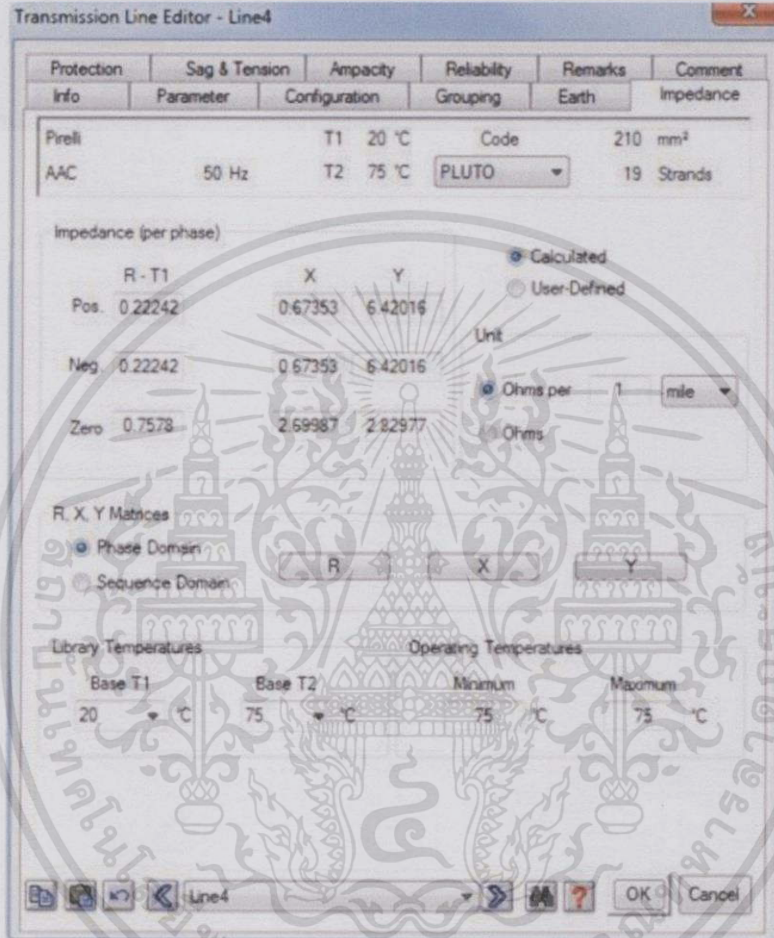 Transmission Line Editor - Line4
Protection Sag & Tension Ampacity Reliability Remarks Comment
Info Parameter Configuration Grouping Earth Impedance
Pirelli T1 20 °C Code 210 mm²
AAC 50 Hz T2 75 °C PLUTO 19 Strands
Impedance (per phase)
Calculated
R - T1 X Y
User-Defined
Pos. 0.22242 0.67353 6.42016
Unit
Neg. 0.22242 0.67353 6.42016
Ohms per 1 mile
Zero 0.7578 2.69987 2.82977
Ohms
R, X, Y Matrices
Phase Domain
R X Y
Sequence Domain
Library Temperatures Operating Temperatures
Base T1 Base T2 Minimum Maximum
20 °C 75 °C 75 °C 75 °C
Line4 OK Cancel